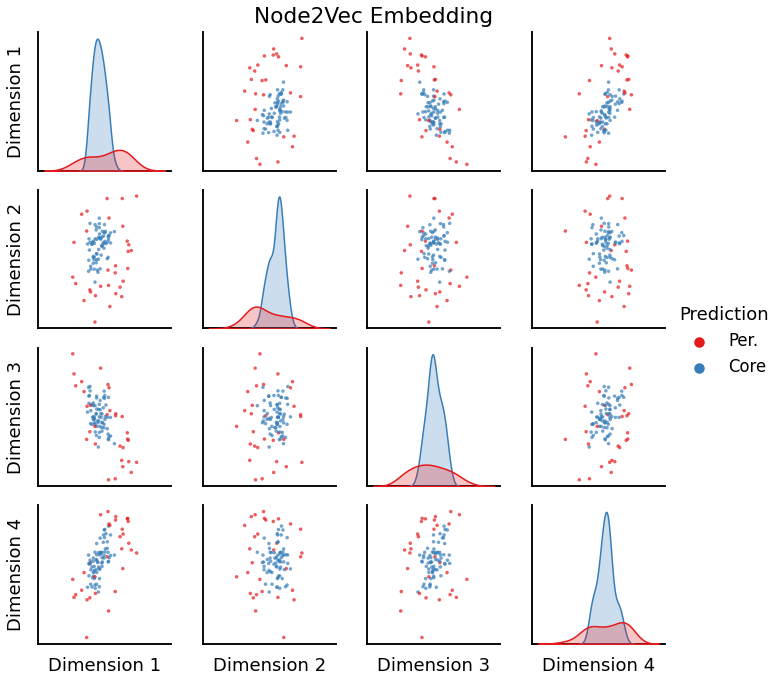 Node2Vec Embedding
Dimension 1
Dimension 2
Dimension 3
Dimension 4
Prediction
Per.
Core
Dimension 1
Dimension 2
Dimension 3
Dimension 4